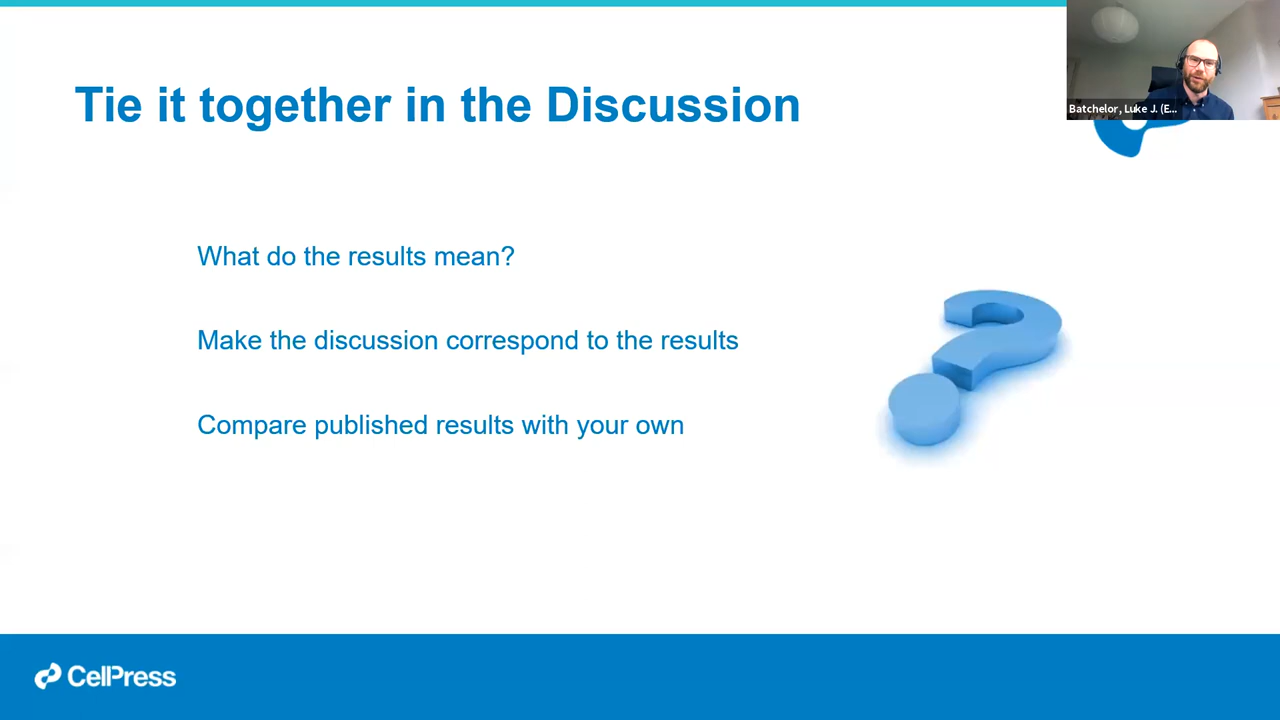 Tie it together in the Discussion
Batchelor, Luke J. (E...
What do the results mean?
Make the discussion correspond to the results
Compare published results with your own
CellPress